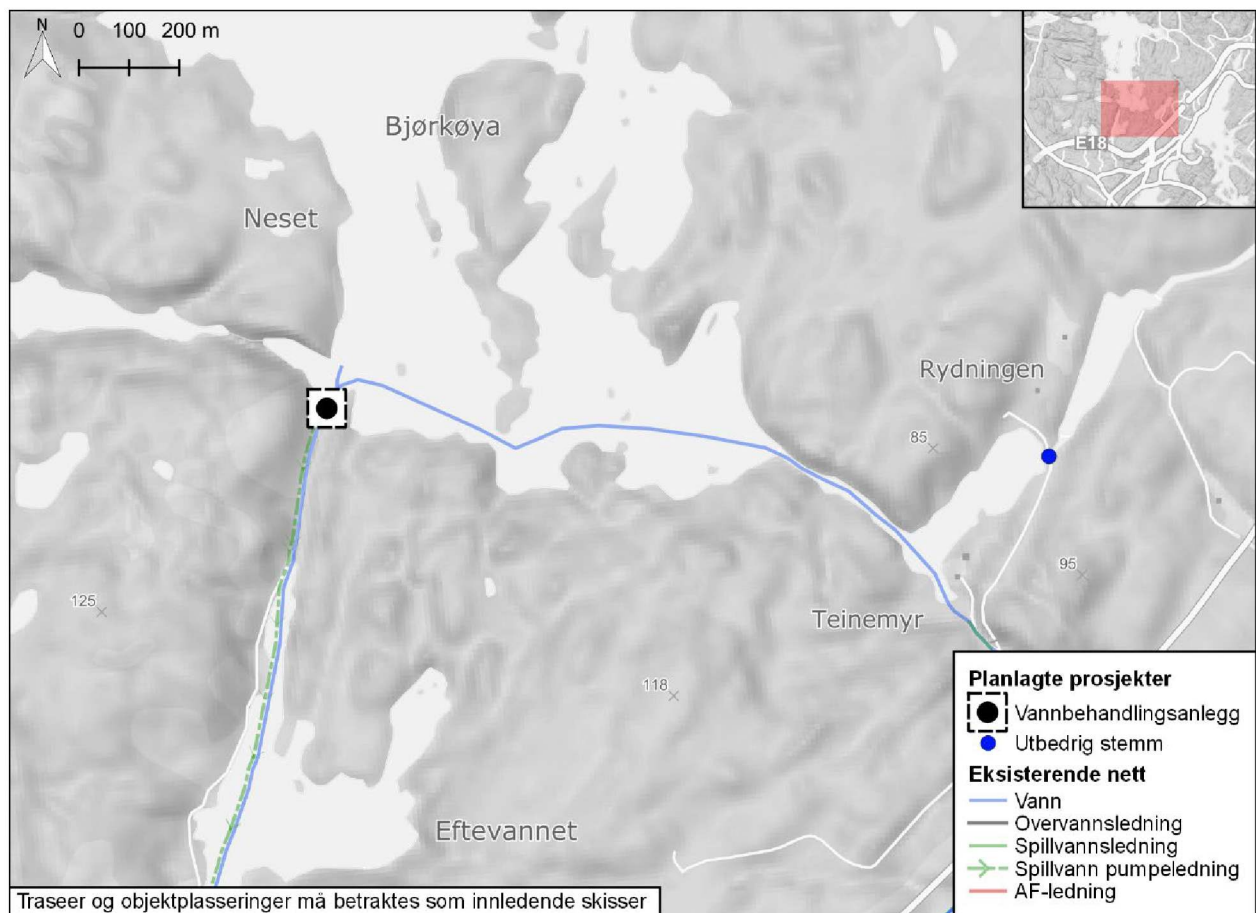 N
0 100 200 m
E18
Bjørkøya
Neset
Rydningen
85
95
125
Teinemyr
118
Eftevannet
Planlagte prosjekter
Vannbehandlingsanlegg
Utbedrig stemm
Eksisterende nett
Vann
Overvannsledning
Spillvannsledning
Spillvann pumpeledning
AF-ledning
Traseer og objektplasseringer må betraktes som innledende skisser